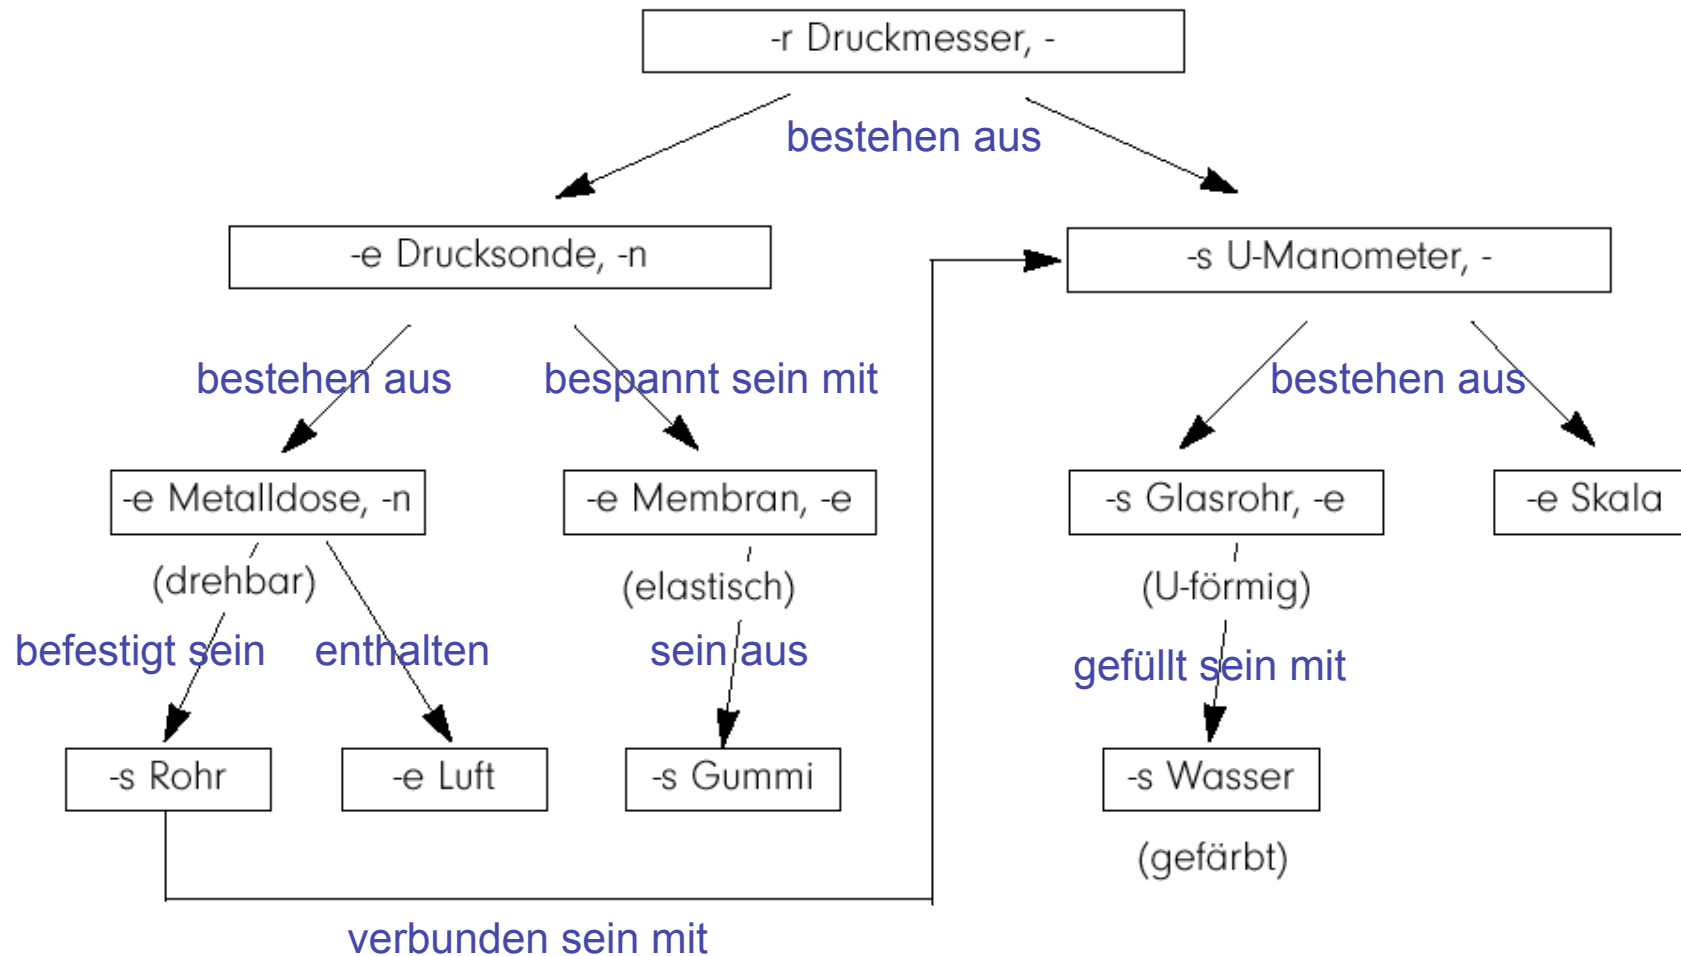 -r Druckmesser, -
bestehen aus
-e Drucksonde, -n
-s U-Manometer, -
bestehen aus
bespannt sein mit
bestehen aus
-e Metalldose, -n
-e Membran, -e
-s Glasrohr, -e
-e Skala
(drehbar)
(elastisch)
(U-förmig)
befestigt sein
enthalten
sein aus
gefüllt sein mit
-s Rohr
-e Luft
-s Gummi
-s Wasser
(gefärbt)
verbunden sein mit